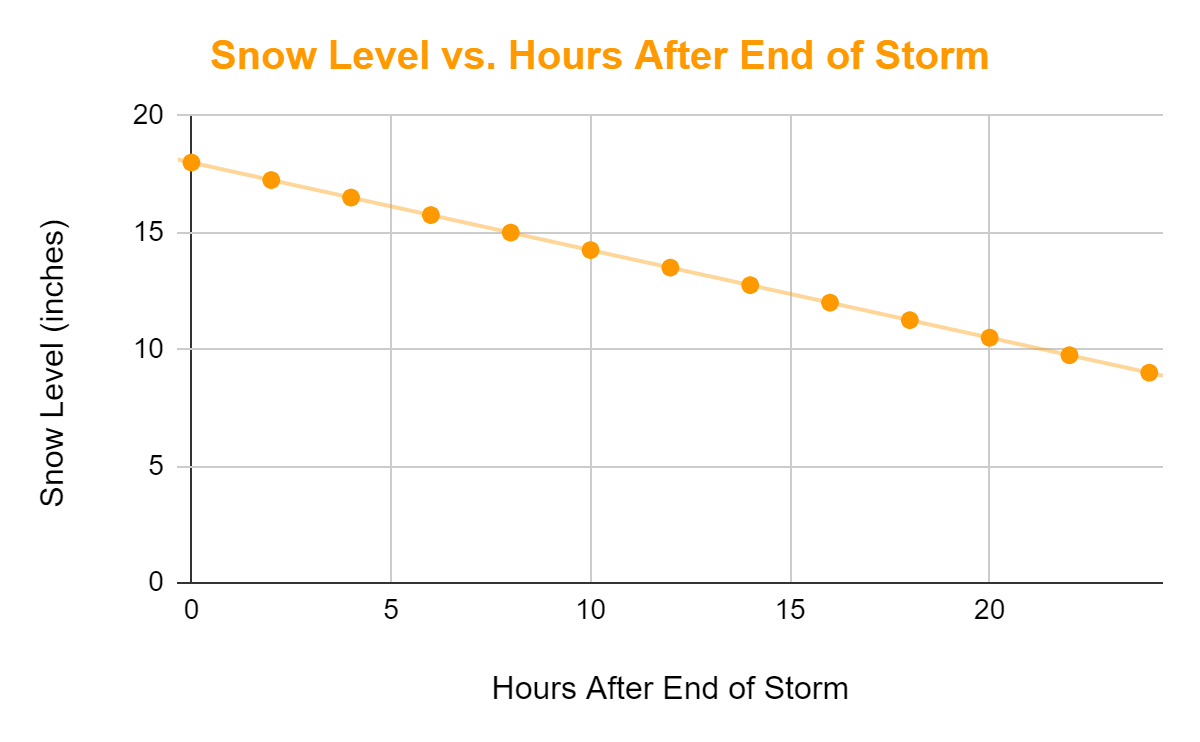 Snow Level vs. Hours After End of Storm
20
15
10
5
0
Snow Level (inches)
0 5 10 15 20
Hours After End of Storm